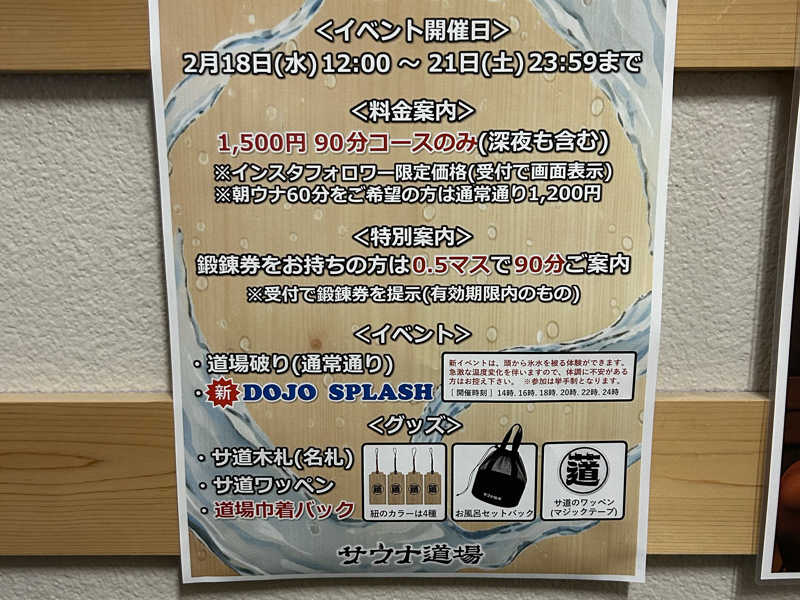 <イベント開催日>
2月18日(水) 12:00 ～ 21日(土) 23:59まで
<料金案内>
1,500円 90分コースのみ(深夜も含む)
※インスタフォロワー限定価格(受付で画面表示)
※朝ウナ60分をご希望の方は通常通り1,200円
<特別案内>
鍛錬券をお持ちの方は0.5マスで90分ご案内
※受付で鍛錬券を提示(有効期限内のもの)
<イベント>
・道場破り(通常通り)
・新 DOJO SPLASH
新イベントは、頭から氷水を被る体験ができます。
急激な温度変化を伴いますので、体調に不安がある
方はお控え下さい。 ※参加は挙手制となります。
[ 開催時刻 ] 14時, 16時, 18時, 20時, 22時, 24時
<グッズ>
・サ道木札(名札)
・サ道ワッペン
・道場巾着バック
紐のカラーは4種
お風呂セットバック
道
サ道のワッペン
(マジックテープ)
サウナ道場